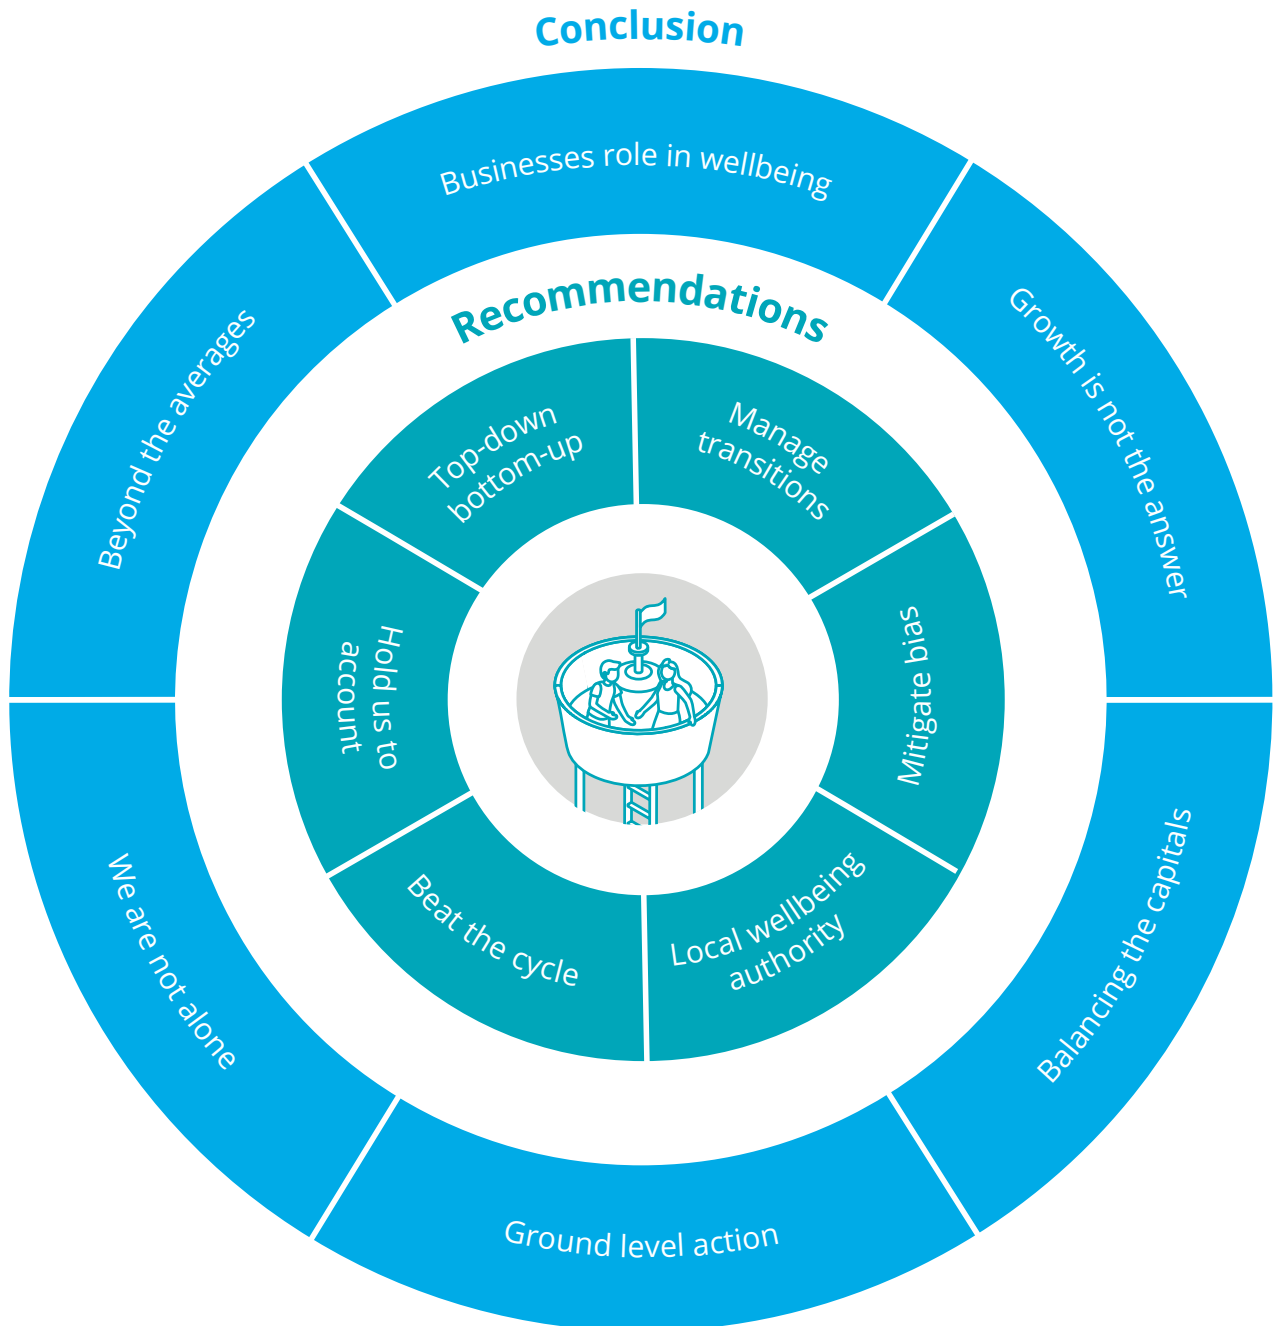 Conclusion
Businesses role in wellbeing
Growth is not the answer
Balancing the capitals
Ground level action
We are not alone
Beyond the averages
Recommendations
Manage
transitions
Mitigate bias
Local wellbeing
authority
Beat the cycle
Hold us to
account
Top-down
bottom-up